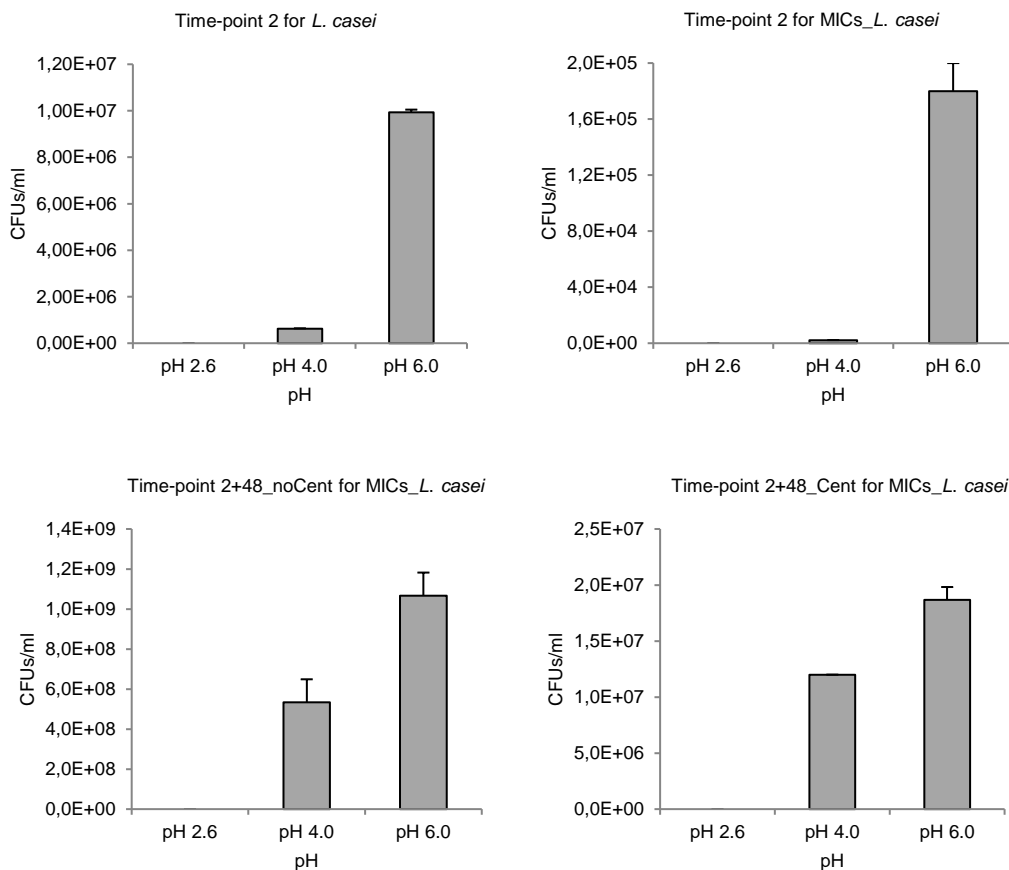 Time-point 2 for L. casei
1,20E+07
1,00E+07
8,00E+06
6,00E+06
4,00E+06
2,00E+06
0,00E+00
CFUs/ml
pH 2.6 pH 4.0 pH 6.0
pH
Time-point 2 for MICs_L. casei
2,0E+05
1,6E+05
1,2E+05
8,0E+04
4,0E+04
0,0E+00
CFUs/ml
pH 2.6 pH 4.0 pH 6.0
pH
Time-point 2+48_noCent for MICs_L. casei
1,4E+09
1,2E+09
1,0E+09
8,0E+08
6,0E+08
4,0E+08
2,0E+08
0,0E+00
CFUs/ml
pH 2.6 pH 4.0 pH 6.0
pH
Time-point 2+48_Cent for MICs_L. casei
2,5E+07
2,0E+07
1,5E+07
1,0E+07
5,0E+06
0,0E+00
CFUs/ml
pH 2.6 pH 4.0 pH 6.0
pH